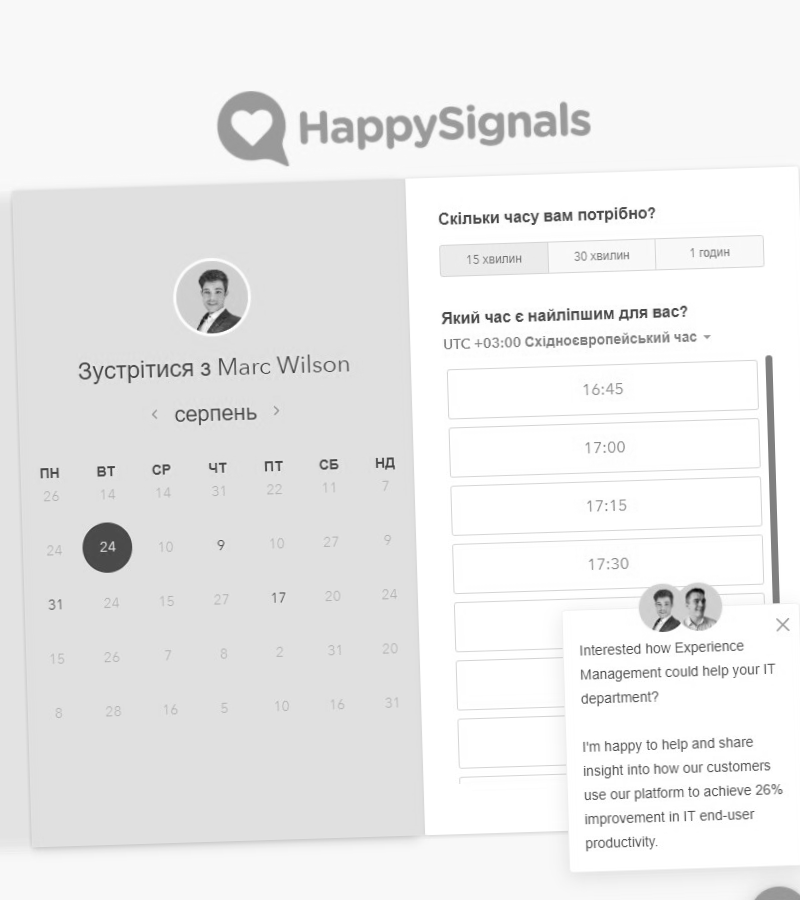 HappySignals
Зустрітися з Marc Wilson
‹ серпень ›
ПН ВТ СР ЧТ ПТ СБ НД
26 14 14 31 22 11 7
24 24 10 9 10 27 9
31 24 15 27 17 20 24
15 26 7 8 2 31 20
8 28 16 5 10 16 31
Скільки часу вам потрібно?
15 хвилин 30 хвилин 1 годин
Який час є найліпшим для вас?
UTC +03:00 Східноєвропейський час
16:45
17:00
17:15
17:30
Interested how Experience
Management could help your IT
department?
I'm happy to help and share
insight into how our customers
use our platform to achieve 26%
improvement in IT end-user
productivity.